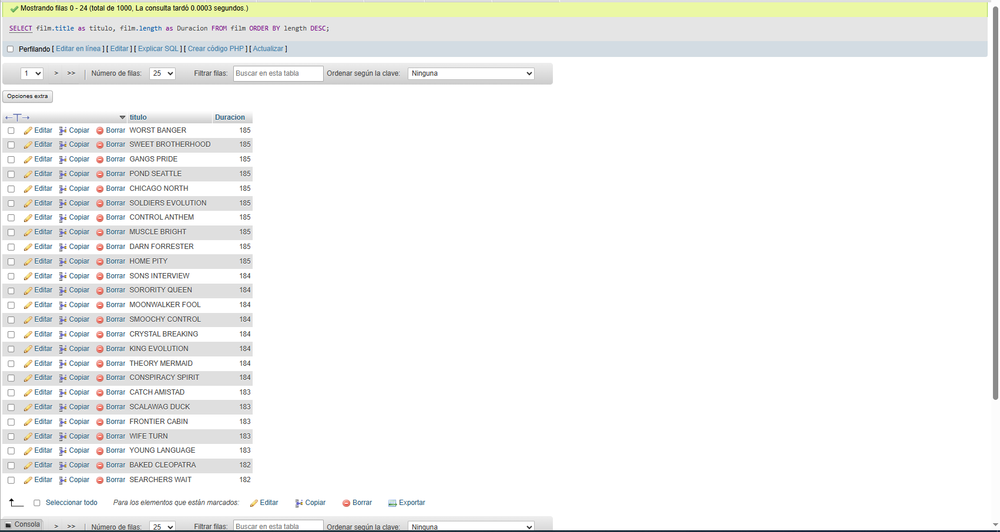 Mostrando filas 0 - 24 (total de 1000, La consulta tardó 0.0003 segundos.)
SELECT film.title as titulo, film.length as Duracion FROM film ORDER BY length DESC;
Perfilando [ Editar en línea ] [ Editar ] [ Explicar SQL ] [ Crear código PHP ] [ Actualizar ]
1 > >> | Número de filas: 25 Filtrar filas: Buscar en esta tabla Ordenar según la clave: Ninguna
Opciones extra
←T→ titulo Duracion
Editar Copiar Borrar WORST BANGER 185
Editar Copiar Borrar SWEET BROTHERHOOD 185
Editar Copiar Borrar GANGS PRIDE 185
Editar Copiar Borrar POND SEATTLE 185
Editar Copiar Borrar CHICAGO NORTH 185
Editar Copiar Borrar SOLDIERS EVOLUTION 185
Editar Copiar Borrar CONTROL ANTHEM 185
Editar Copiar Borrar MUSCLE BRIGHT 185
Editar Copiar Borrar DARN FORRESTER 185
Editar Copiar Borrar HOME PITY 185
Editar Copiar Borrar SONS INTERVIEW 184
Editar Copiar Borrar SORORITY QUEEN 184
Editar Copiar Borrar MOONWALKER FOOL 184
Editar Copiar Borrar SMOOCHY CONTROL 184
Editar Copiar Borrar CRYSTAL BREAKING 184
Editar Copiar Borrar KING EVOLUTION 184
Editar Copiar Borrar THEORY MERMAID 184
Editar Copiar Borrar CONSPIRACY SPIRIT 184
Editar Copiar Borrar CATCH AMISTAD 183
Editar Copiar Borrar SCALAWAG DUCK 183
Editar Copiar Borrar FRONTIER CABIN 183
Editar Copiar Borrar WIFE TURN 183
Editar Copiar Borrar YOUNG LANGUAGE 183
Editar Copiar Borrar BAKED CLEOPATRA 182
Editar Copiar Borrar SEARCHERS WAIT 182
Seleccionar todo Para los elementos que están marcados: Editar Copiar Borrar Exportar
Consola > >> | Número de filas: 25 Filtrar filas: Buscar en esta tabla Ordenar según la clave: Ninguna